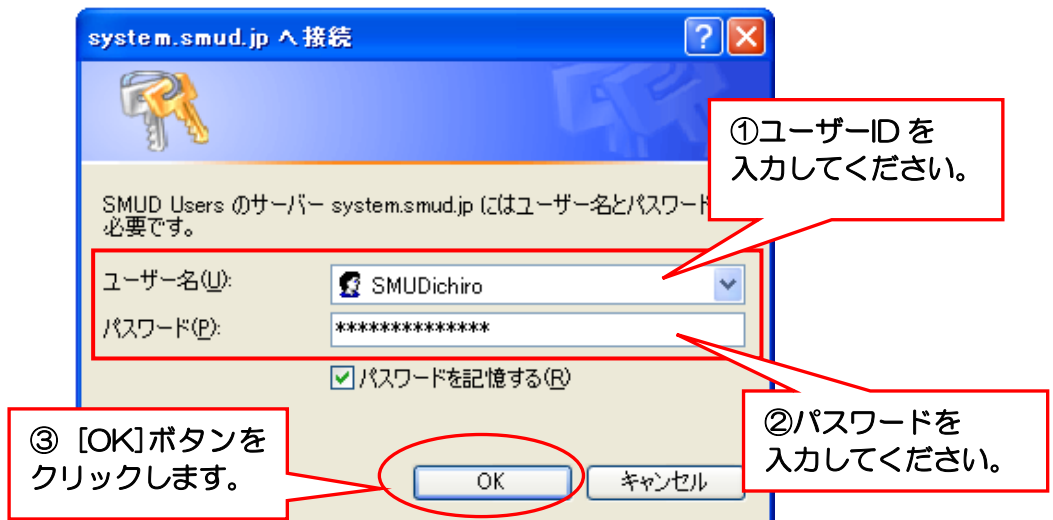 system.smud.jp へ接続
①ユーザーID を
入力してください。
SMUD Users のサーバー system.smud.jp にはユーザー名とパスワード
必要です。
ユーザー名(U):
SMUDichiro
パスワード(P):
**************
パスワードを記憶する(R)
②パスワードを
入力してください。
③ [OK]ボタンを
クリックします。
OK
キャンセル